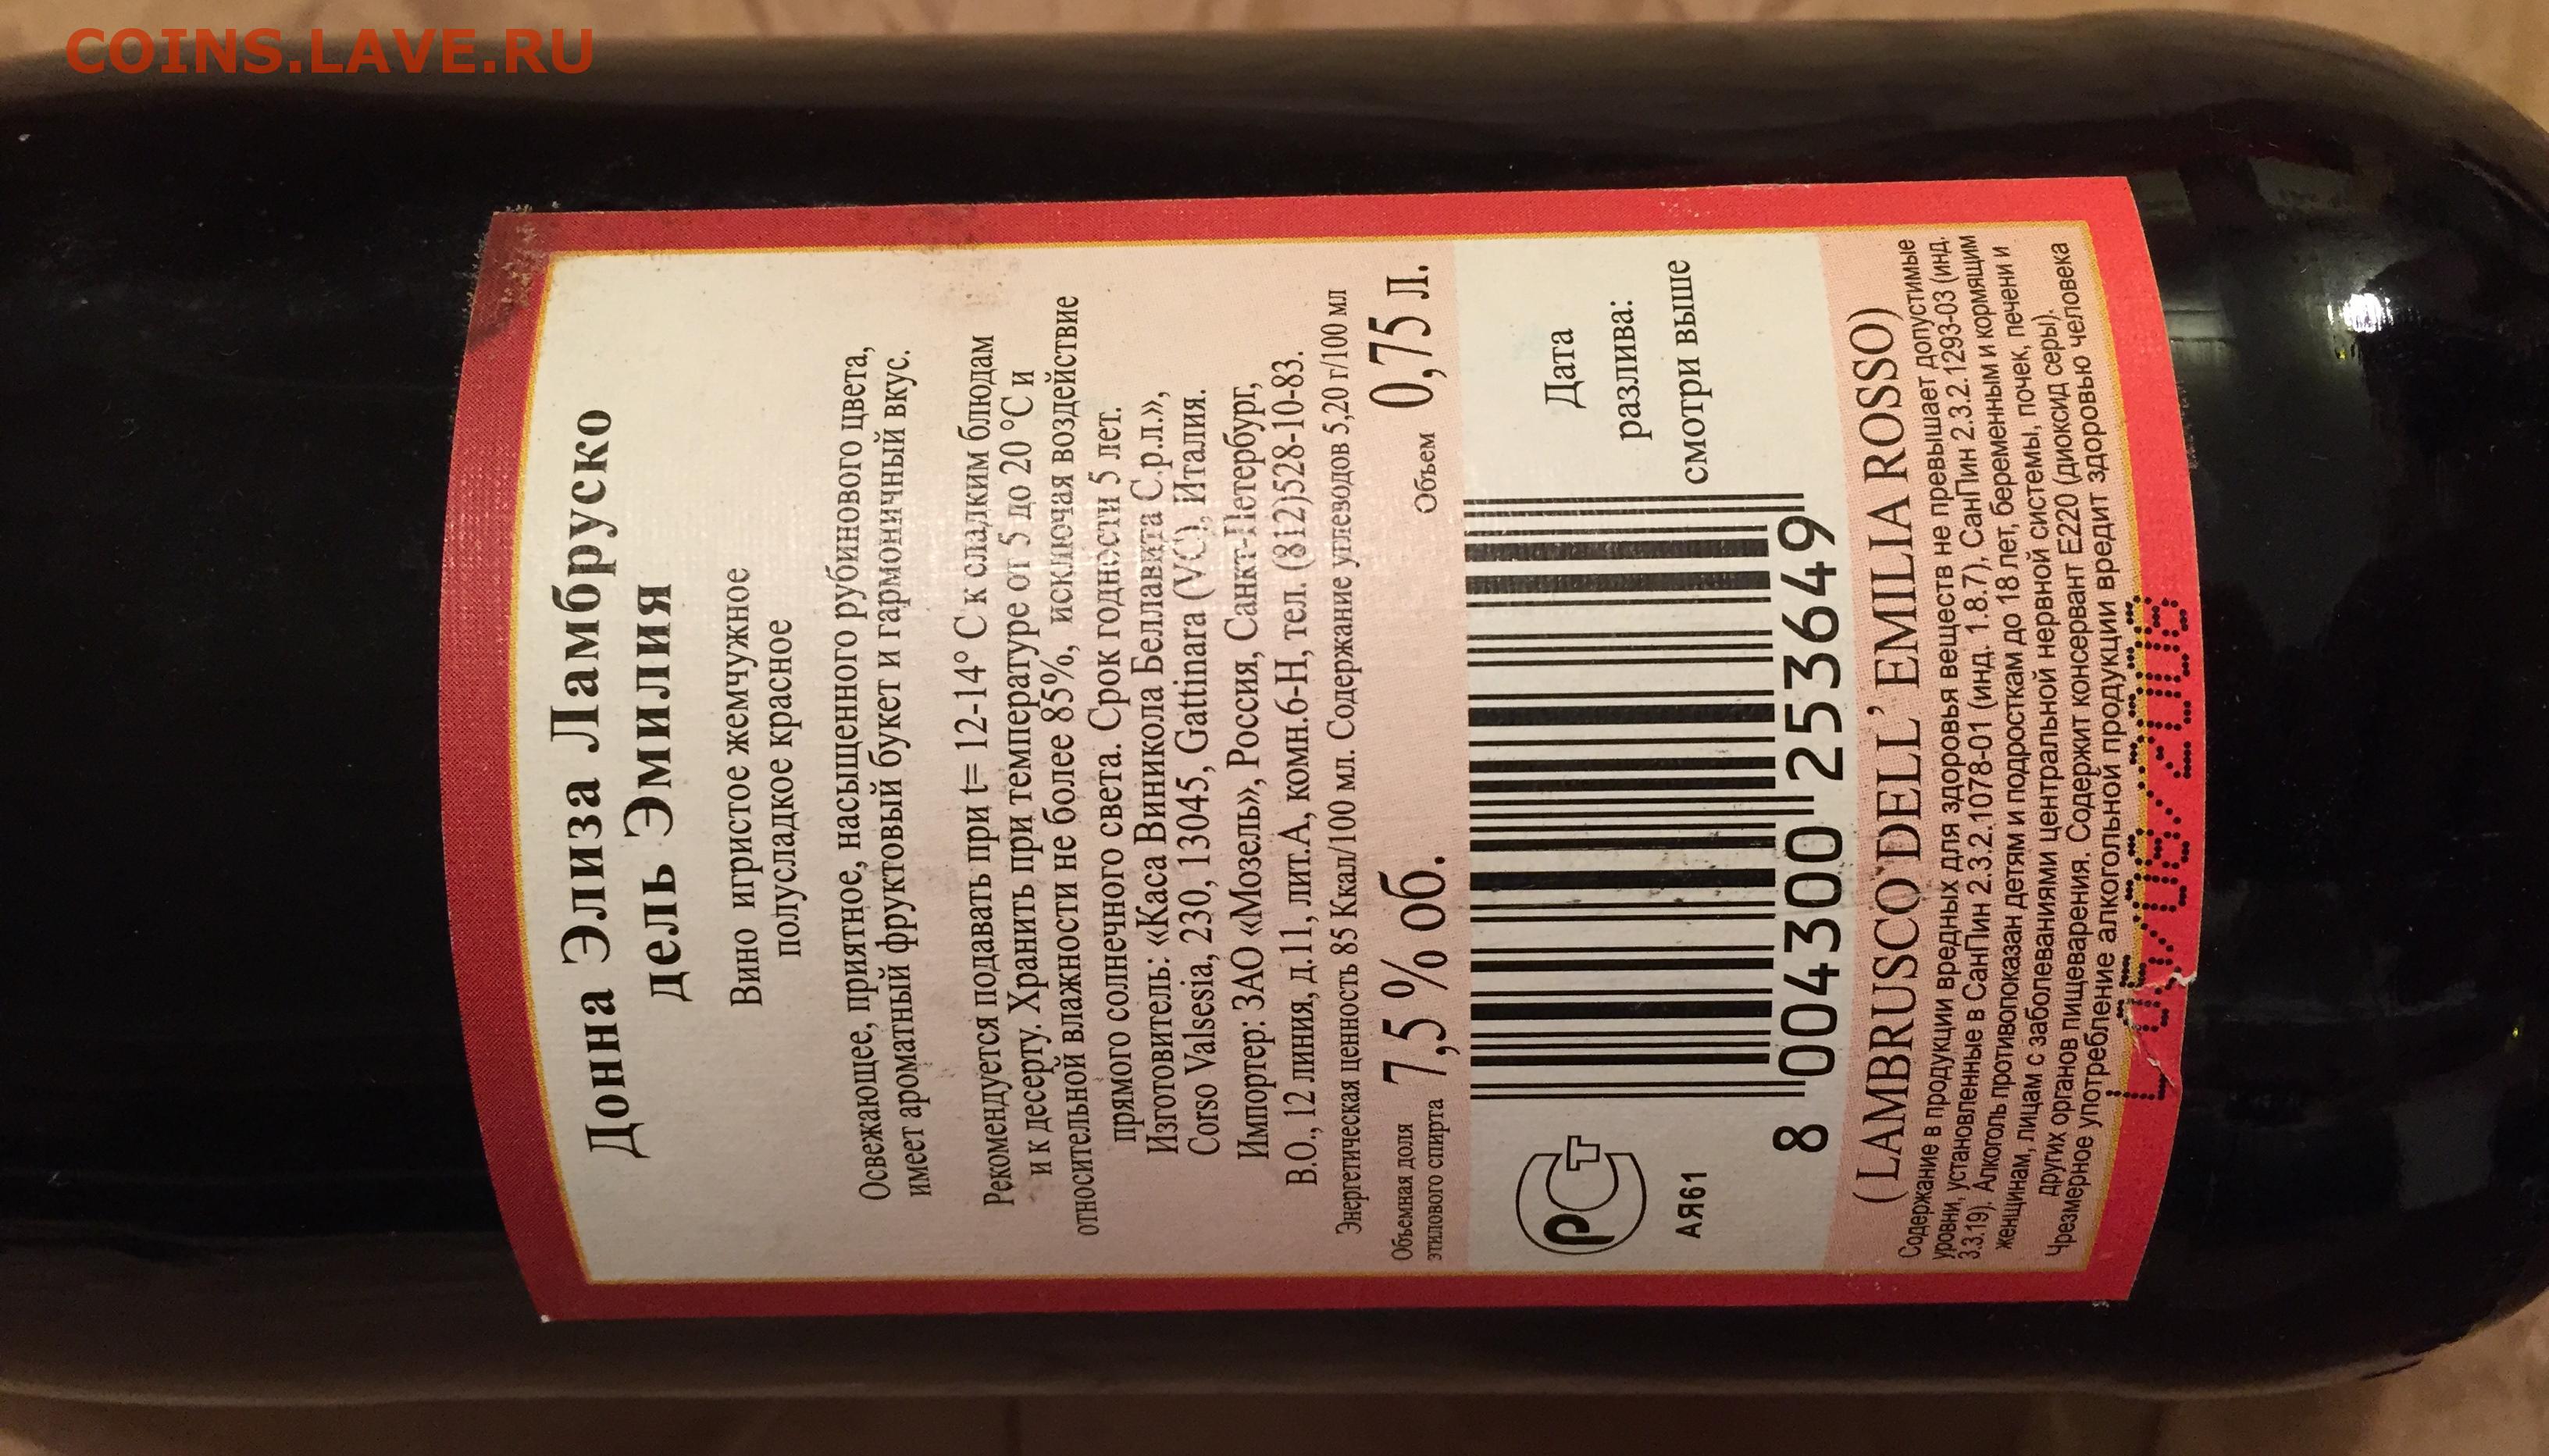 COINS.LAVE.RU
Донна Элиза Ламбруско
дель Эмилия
Вино игристое жемчужное
полусладкое красное
Освежающее, приятное, насыщенного рубинового цвета,
имеет ароматный фруктовый букет и гармоничный вкус.
Рекомендуется подавать при t= 12-14° С к сладким блюдам
и к десерту. Хранить при температуре от 5 до 20 °С и
относительной влажности не более 85%, исключая воздействие
прямого солнечного света. Срок годности 5 лет.
Изготовитель: «Каса Виникола Беллавита С.р.л.»,
Corso Valsesia, 230, 13045, Gattinara (VC), Италия.
Импортер: ЗАО «Мозель», Россия, Санкт-Петербург,
В.О., 12 линия, д.11, лит.А, комн.6-Н, тел. (812)528-10-83.
Энергетическая ценность 85 Ккал/100 мл. Содержание углеводов 5,20 г/100 мл
Объемная доля
этилового спирта 7,5 % об. Объем 0,75 л.
РСТ
АЯ61
8 004300 253649
Дата
разлива:
смотри выше
(LAMBRUSCO DELL' EMILIA ROSSO)
Содержание в продукции вредных для здоровья веществ не превышает допустимые
уровни, установленные в СанПин 2.3.2.1078-01 (инд. 1.8.7), СанПин 2.3.2.1293-03 (инд.
3.3.19). Алкоголь противопоказан детям и подросткам до 18 лет, беременным и кормящим
женщинам, лицам с заболеваниями центральной нервной системы, почек, печени и
других органов пищеварения. Содержит консервант Е220 (диоксид серы).
Чрезмерное употребление алкогольной продукции вредит здоровью человека